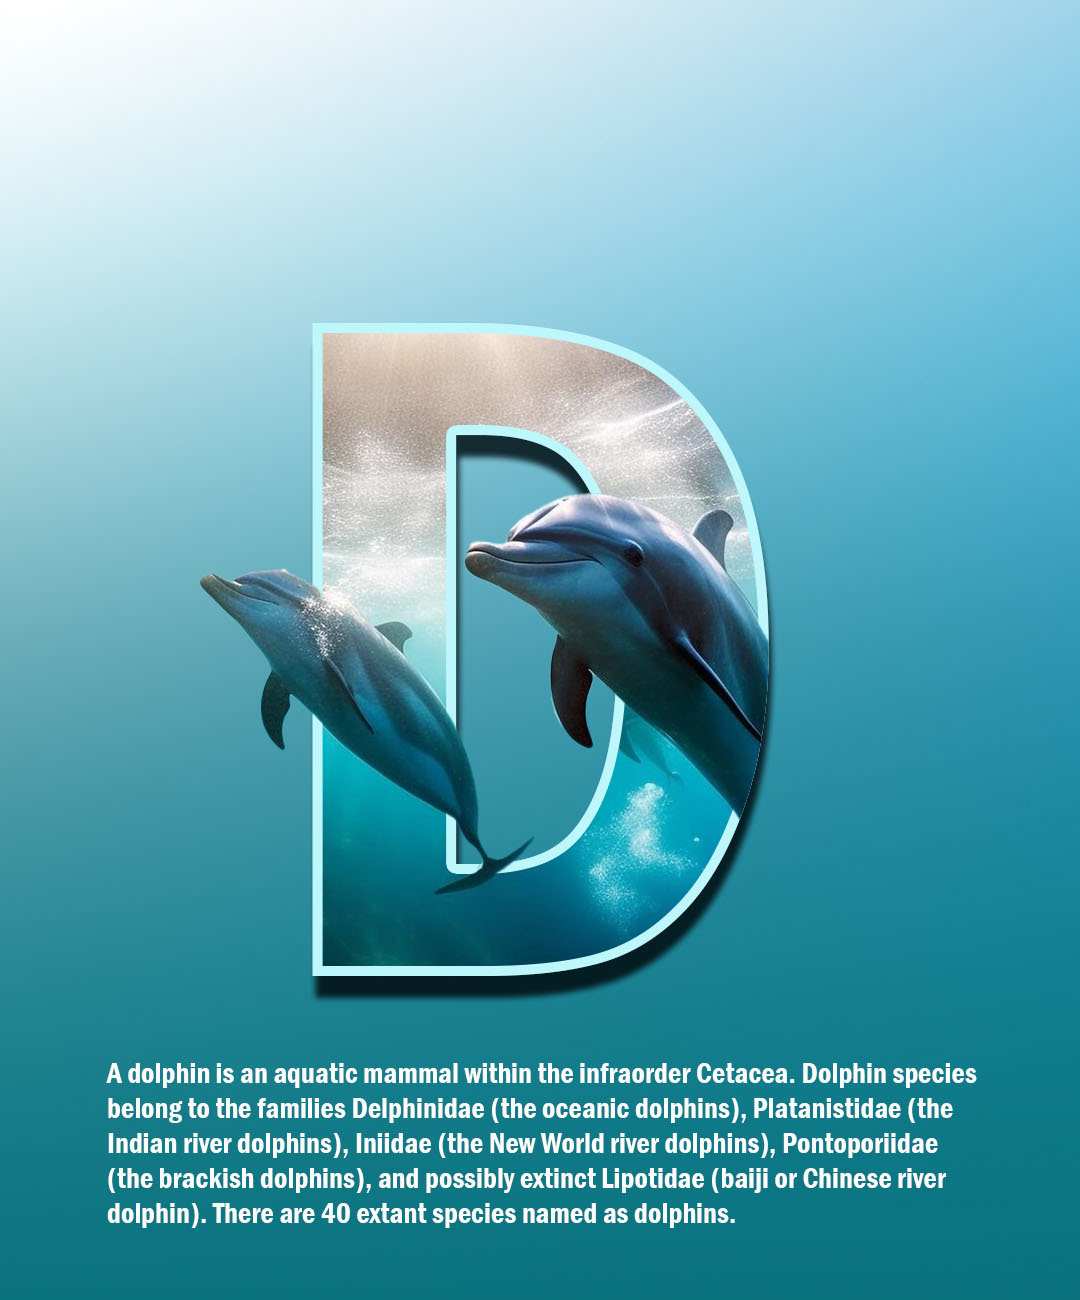 D
A dolphin is an aquatic mammal within the infraorder Cetacea. Dolphin species
belong to the families Delphinidae (the oceanic dolphins), Platanistidae (the
Indian river dolphins), Iniidae (the New World river dolphins), Pontoporiidae
(the brackish dolphins), and possibly extinct Lipotidae (baiji or Chinese river
dolphin). There are 40 extant species named as dolphins.